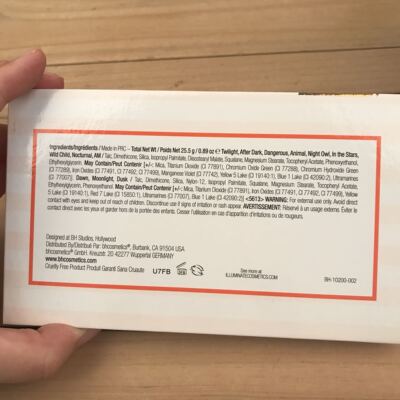 Ingredients/Ingrédients / Made in PRC – Total Net Wt / Poids Net Wt 25.5 g / 0.89 oz ℮ / Twilight, After Dark, Dangerous, Animal, Night Owl, In the Stars,
Wild Child, Nocturnal, AM / Talc, Dimethicone, Silica, Isopropyl Palmitate, Diisostearyl Malate, Squalane, Magnesium Stearate, Tocopheryl Acetate, Phenoxyethanol,
Ethylhexylglycerin. May Contain/Peut Contenir [+/-: Mica, Titanium Dioxide (CI 77891), Chromium Oxide Green (CI 77288), Chromium Hydroxide Green
(CI 77289), Iron Oxides (CI 77491, CI 77492, CI 77499), Manganese Violet (CI 77742), Yellow 5 Lake (CI 19140:1), Blue 1 Lake (CI 42090:2), Ultramarines
(CI 77007)]. Dawn, Moonlight, Dusk / Talc, Dimethicone, Silica, Nylon-12, Isopropyl Palmitate, Squalane, Magnesium Stearate, Tocopheryl Acetate,
Ethylhexylglycerin, Phenoxyethanol. May Contain/Peut Contenir [+/-: Mica, Titanium Dioxide (CI 77891), Iron Oxides (CI 77491, CI 77492, CI 77499), Yellow
5 Lake (CI 19140:1), Red 7 Lake (CI 15850:1), Ultramarines (CI 77007), Blue 1 Lake (CI 42090:2)] <5613> WARNING: For external use only. Avoid direct
contact with eyes and keep out of reach of children. Discontinue use if signs of irritation or rash appear. AVERTISSEMENT: Réservé à un usage externe. Éviter le
contact direct avec les yeux et garder hors de la portée des enfants. Cesser l'utilisation en cas d'apparition d'irritations ou de rougeurs.
Designed at BH Studios, Hollywood
Distributed By/Distribué Par: bhcosmetics®, Burbank, CA 91504 USA
bhcosmetics® GmbH. Kreuzstr. 20 42277 Wuppertal GERMANY
www.bhcosmetics.com
Cruelty Free Product Produit Garanti Sans Cruauté
U7FB
See more at
ILLUMINATECOSMETICS.COM
BH-10200-002